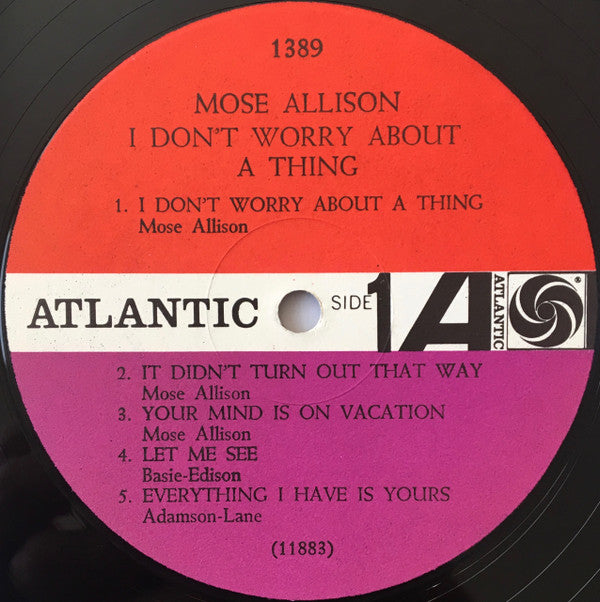 1389
MOSE ALLISON
I DON'T WORRY ABOUT
A THING
1. I DON'T WORRY ABOUT A THING
Mose Allison
ATLANTIC SIDE 1 A ATLANTIC ®
2. IT DIDN'T TURN OUT THAT WAY
Mose Allison
3. YOUR MIND IS ON VACATION
Mose Allison
4. LET ME SEE
Basie-Edison
5. EVERYTHING I HAVE IS YOURS
Adamson-Lane
(11883)